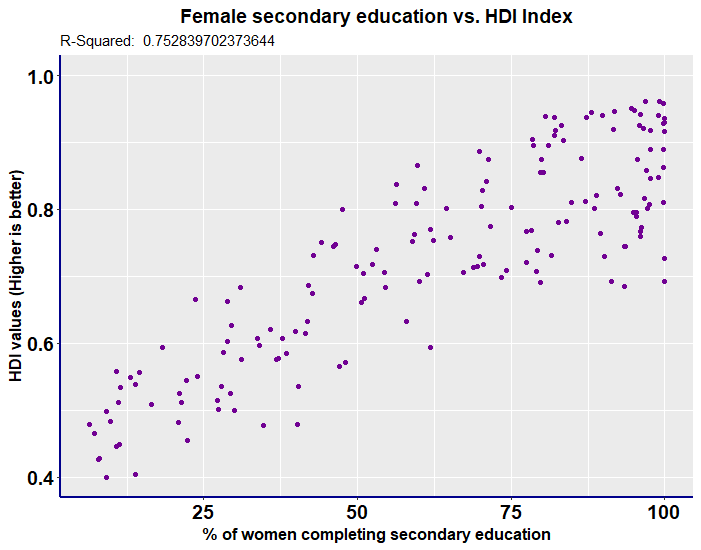 Female secondary education vs. HDI Index
R-Squared:  0.752839702373644
HDI values (Higher is better)
1.0
0.8
0.6
0.4
25
50
75
100
% of women completing secondary education